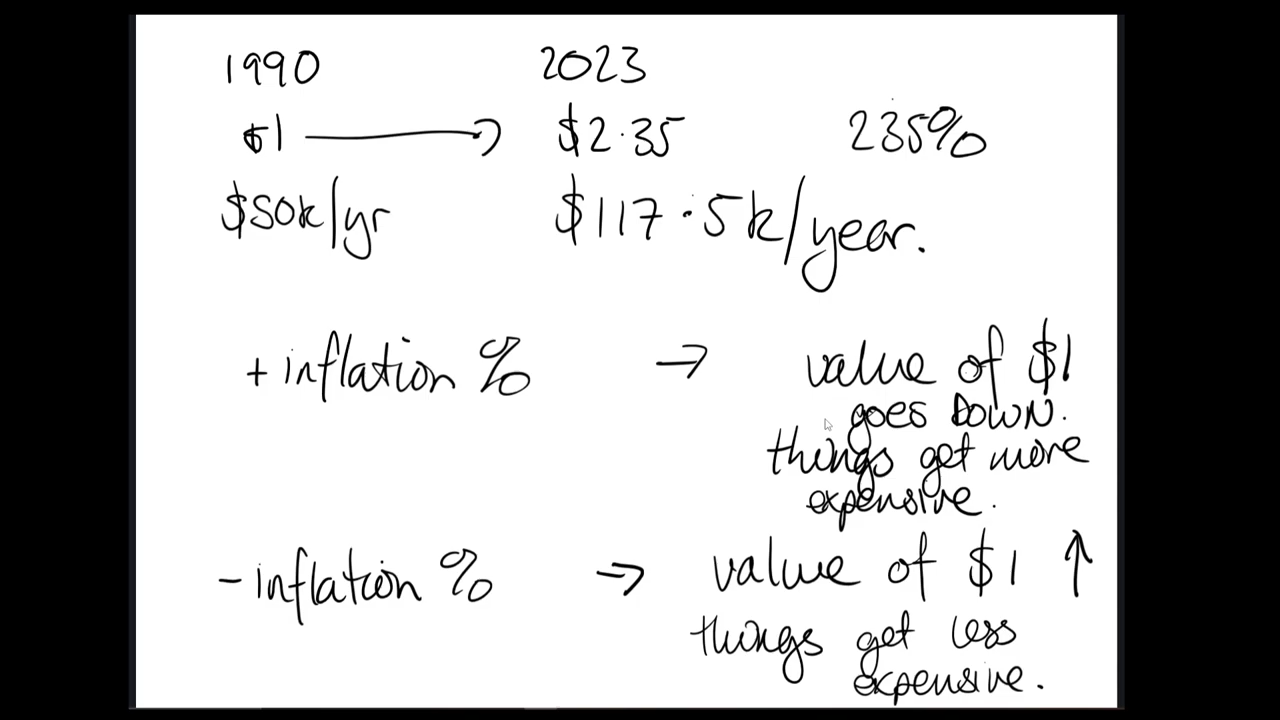 1990 2023
$1 → $2.35 235%
$50k/yr $117.5k/year.
+ inflation % → value of $1
goes DOWN.
things get more
expensive.
- inflation % → value of $1 ↑
things get less
expensive.